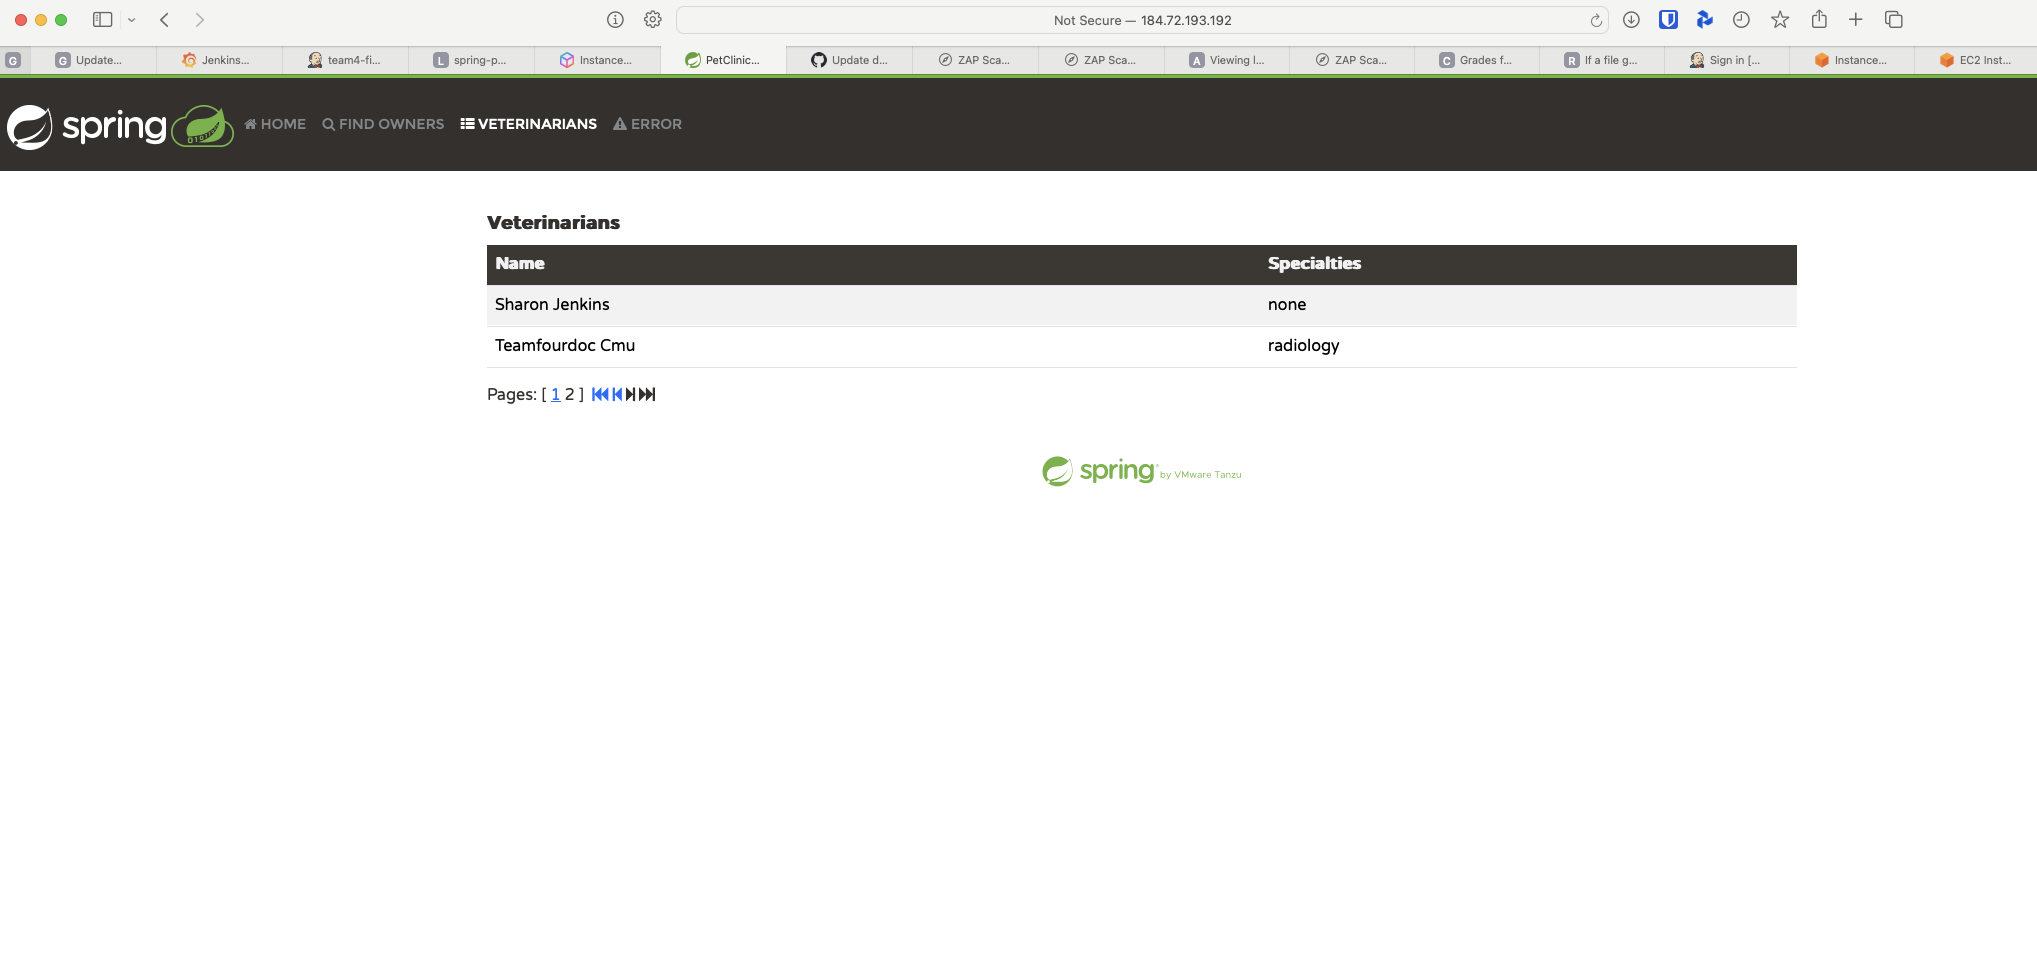 Not Secure — 184.72.193.192
G
G Update...
Jenkins...
team4-fi...
L spring-p...
Instance...
PetClinic...
Update d...
ZAP Sca...
ZAP Sca...
A Viewing l...
ZAP Sca...
C Grades f...
R If a file g...
Sign in [...
Instance...
EC2 Inst...
spring HOME FIND OWNERS VETERINARIANS ERROR
Veterinarians
Name Specialties
Sharon Jenkins none
Teamfourdoc Cmu radiology
Pages: [ 1 2 ]
spring by VMware Tanzu